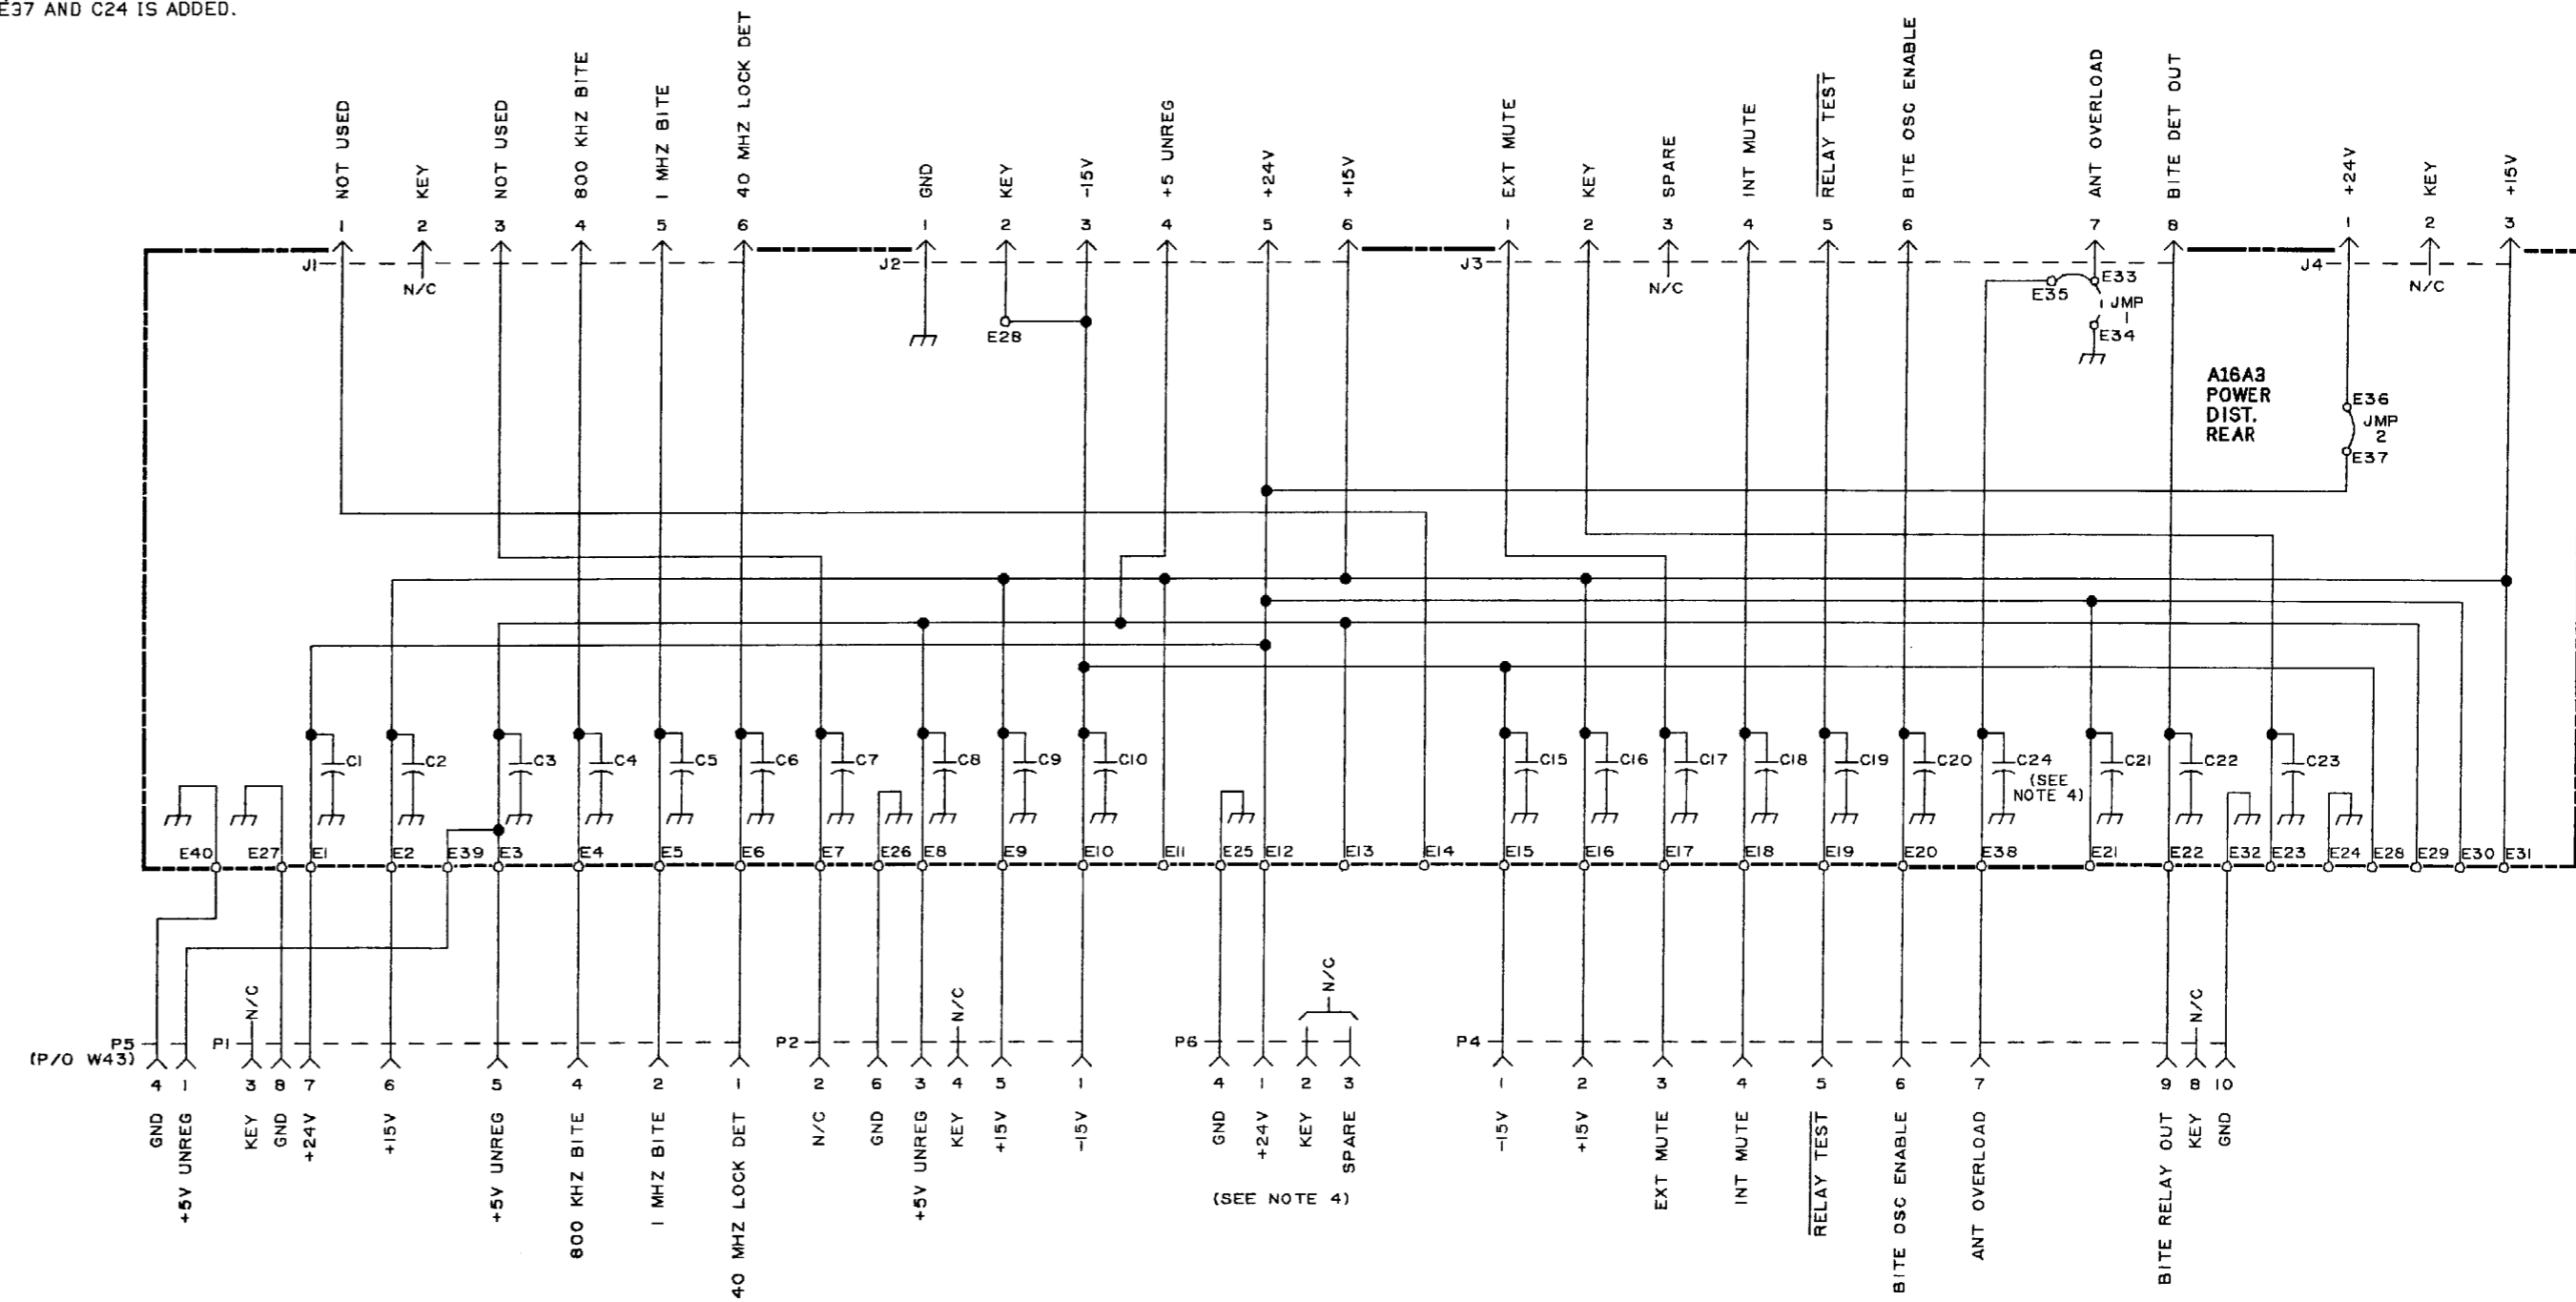 E37 AND C24 IS ADDED.
NOT USED
KEY
NOT USED
800 KHZ BITE
1 MHZ BITE
40 MHZ LOCK DET
GND
KEY
-15V
+5 UNREG
+24V
+15V
EXT MUTE
KEY
SPARE
INT MUTE
RELAY TEST
BITE OSC ENABLE
ANT OVERLOAD
BITE DET OUT
+24V
KEY
+15V
1 2 3 4 5 6 1 2 3 4 5 6 1 2 3 4 5 6 7 8 1 2 3
J1 J2 J3 J4
N/C N/C N/C
E28
E35 E33
JMP
1
E34
A16A3
POWER
DIST.
REAR
E36
JMP
2
E37
C1 C2 C3 C4 C5 C6 C7 C8 C9 C10 C15 C16 C17 C18 C19 C20 C24 C21 C22 C23
(SEE
NOTE 4)
E40 E27 E1 E2 E39 E3 E4 E5 E6 E7 E26 E8 E9 E10 E11 E25 E12 E13 E14 E15 E16 E17 E18 E19 E20 E38 E21 E22 E32 E23 E24 E28 E29 E30 E31
N/C N/C N/C N/C
P5 P1 P2 P6 P4
(P/O W43)
4 1 3 8 7 6 5 4 2 1 2 6 3 4 5 1 4 1 2 3 1 2 3 4 5 6 7 9 8 10
GND
+5V UNREG
KEY
GND
+24V
+15V
+5V UNREG
800 KHZ BITE
1 MHZ BITE
40 MHZ LOCK DET
N/C
GND
+5V UNREG
KEY
+15V
-15V
GND
+24V
KEY
SPARE
(SEE NOTE 4)
-15V
+15V
EXT MUTE
INT MUTE
RELAY TEST
BITE OSC ENABLE
ANT OVERLOAD
BITE RELAY OUT
KEY
GND